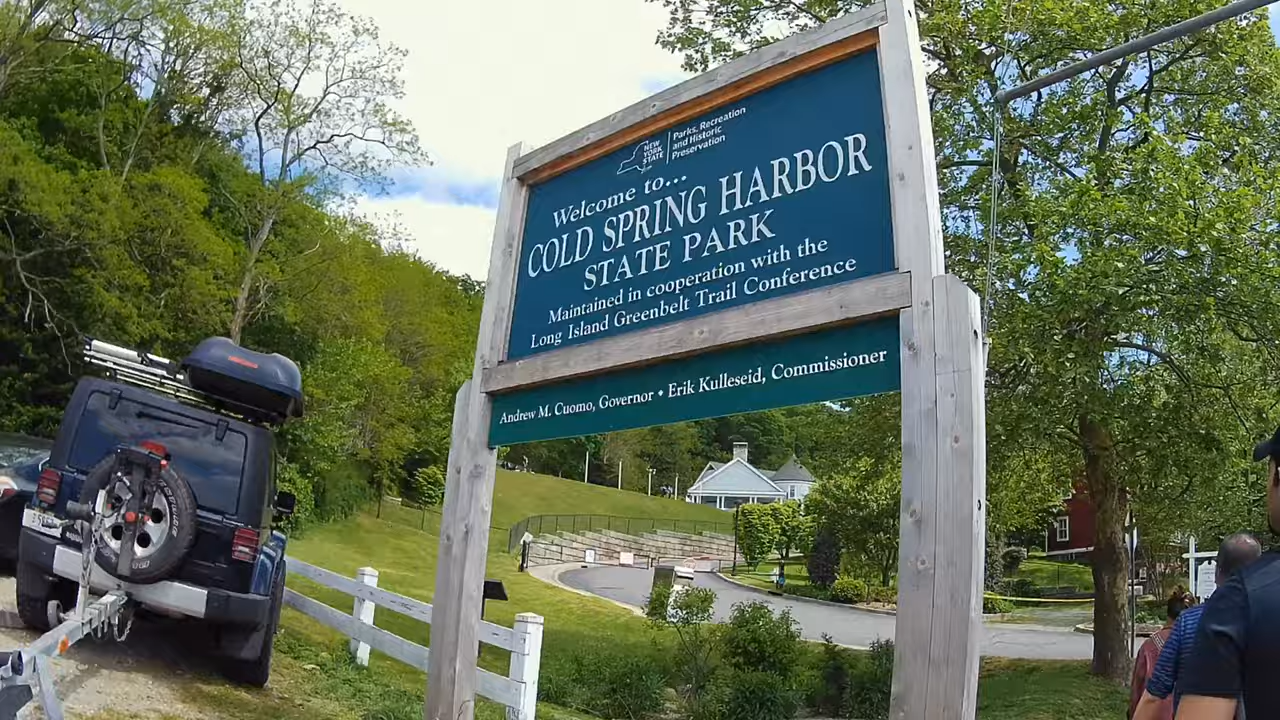 NEW
YORK
STATE
Parks, Recreation
and Historic
Preservation
Welcome to...
COLD SPRING HARBOR
STATE PARK
Maintained in cooperation with the
Long Island Greenbelt Trail Conference
Andrew M. Cuomo, Governor • Erik Kulleseid, Commissioner